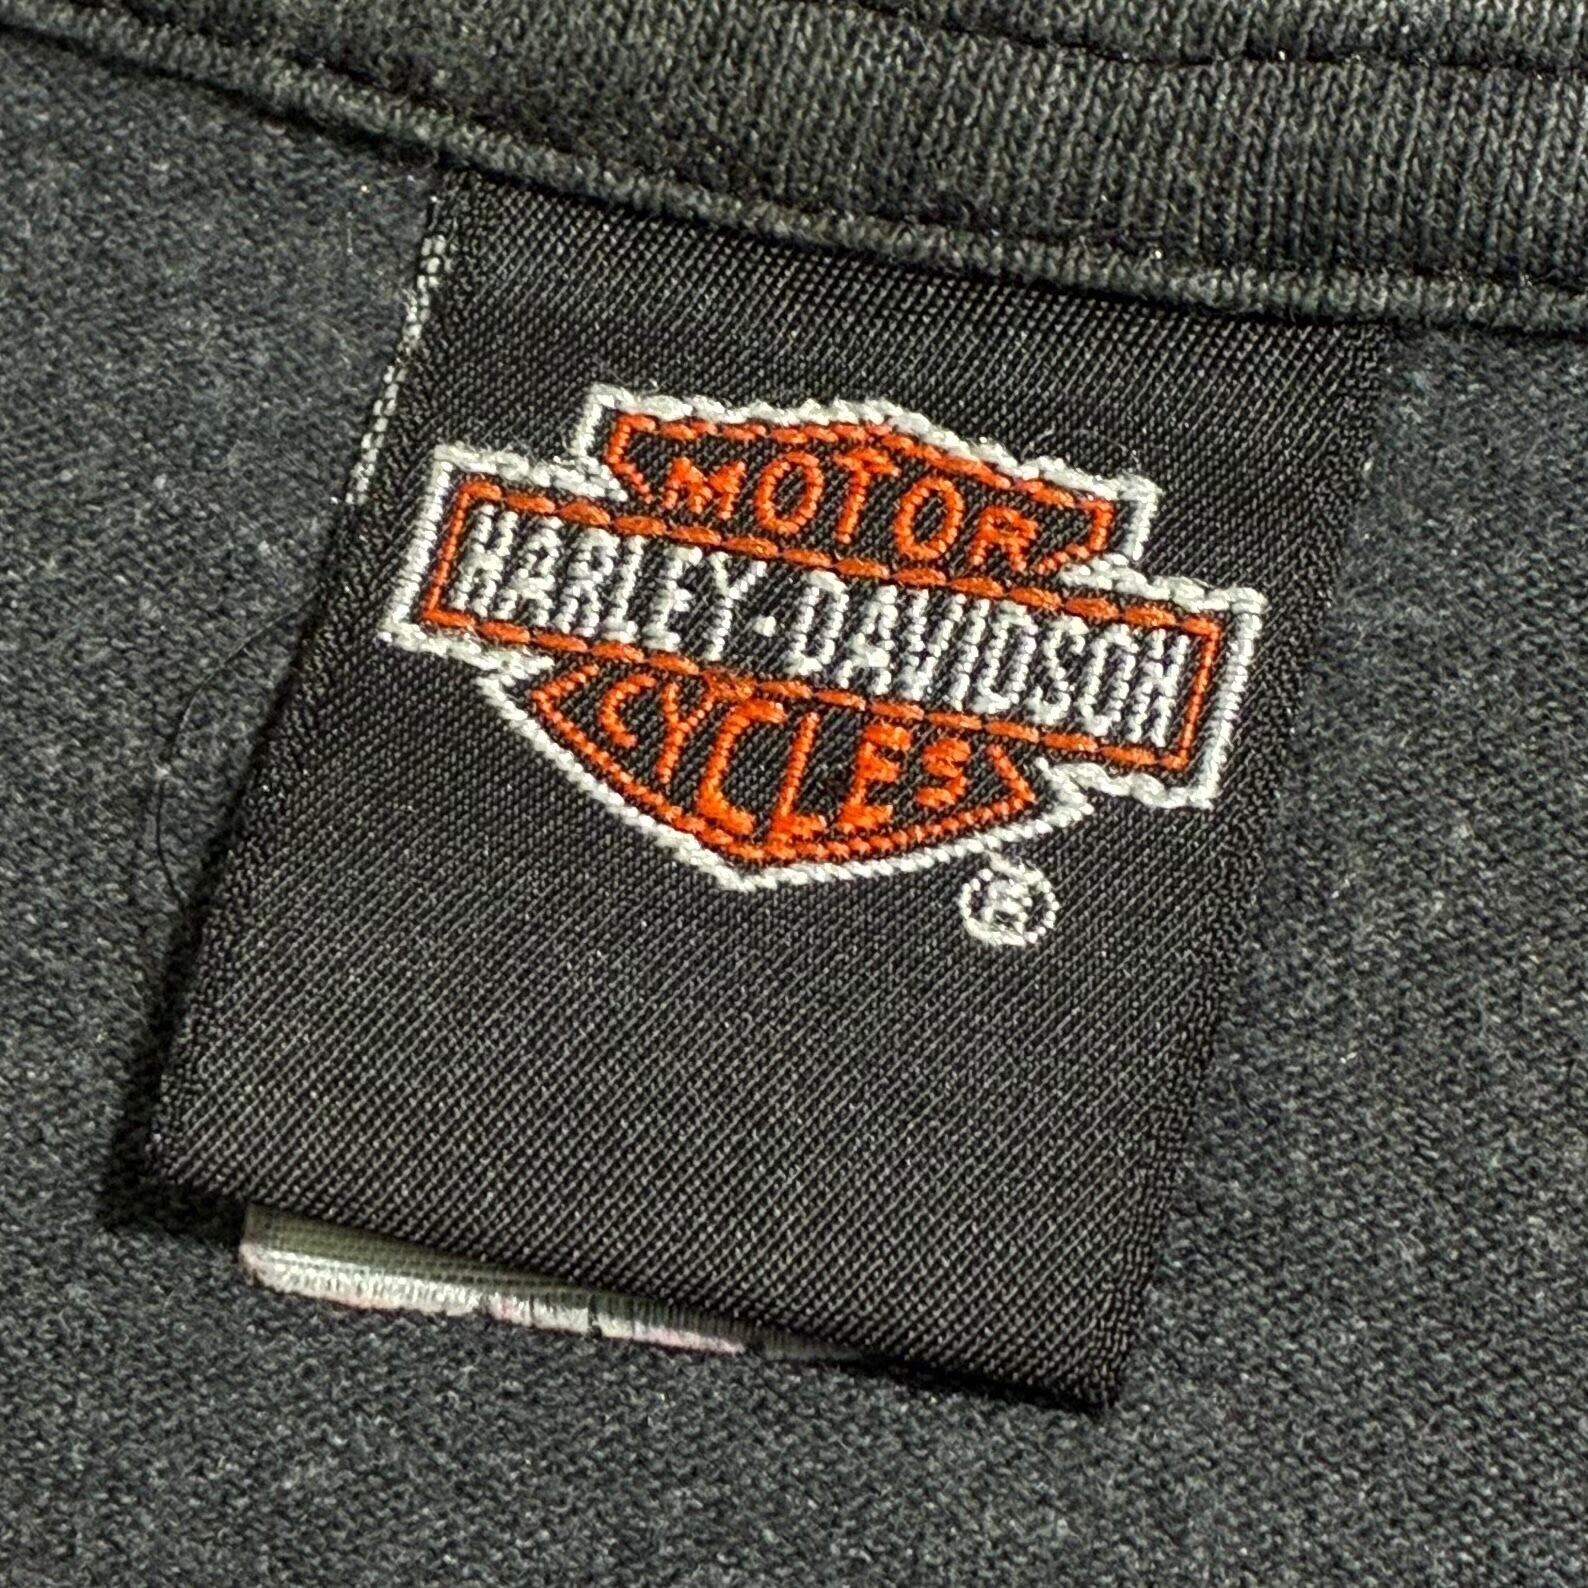 MOTOR
HARLEY-DAVIDSON
CYCLES
®